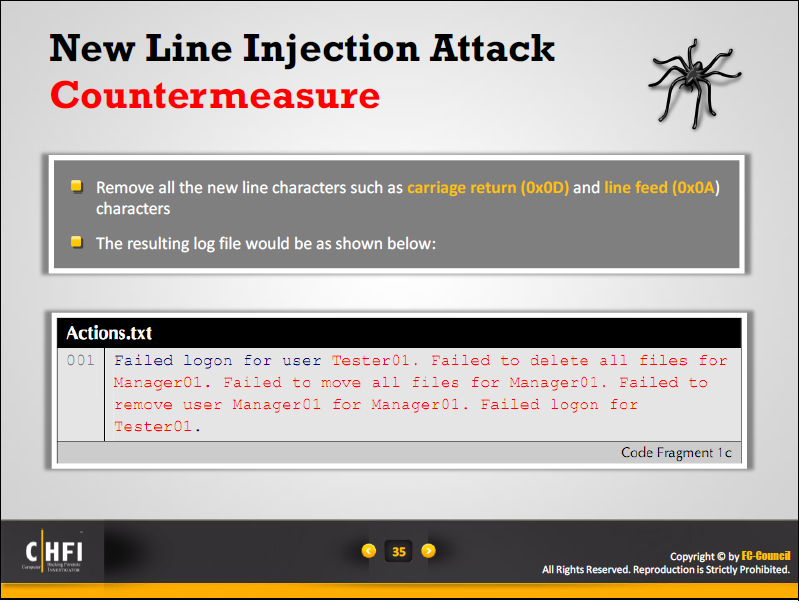 New Line Injection Attack
Countermeasure
Remove all the new line characters such as carriage return (0x0D) and line feed (0x0A)
characters
The resulting log file would be as shown below:
Actions.txt
001 Failed logon for user Tester01. Failed to delete all files for
Manager01. Failed to move all files for Manager01. Failed to
remove user Manager01 for Manager01. Failed logon for
Tester01.
Code Fragment 1c
CHFI
Computer Hacking Forensic
INVESTIGATOR
35
Copyright © by EC-Council
All Rights Reserved. Reproduction is Strictly Prohibited.